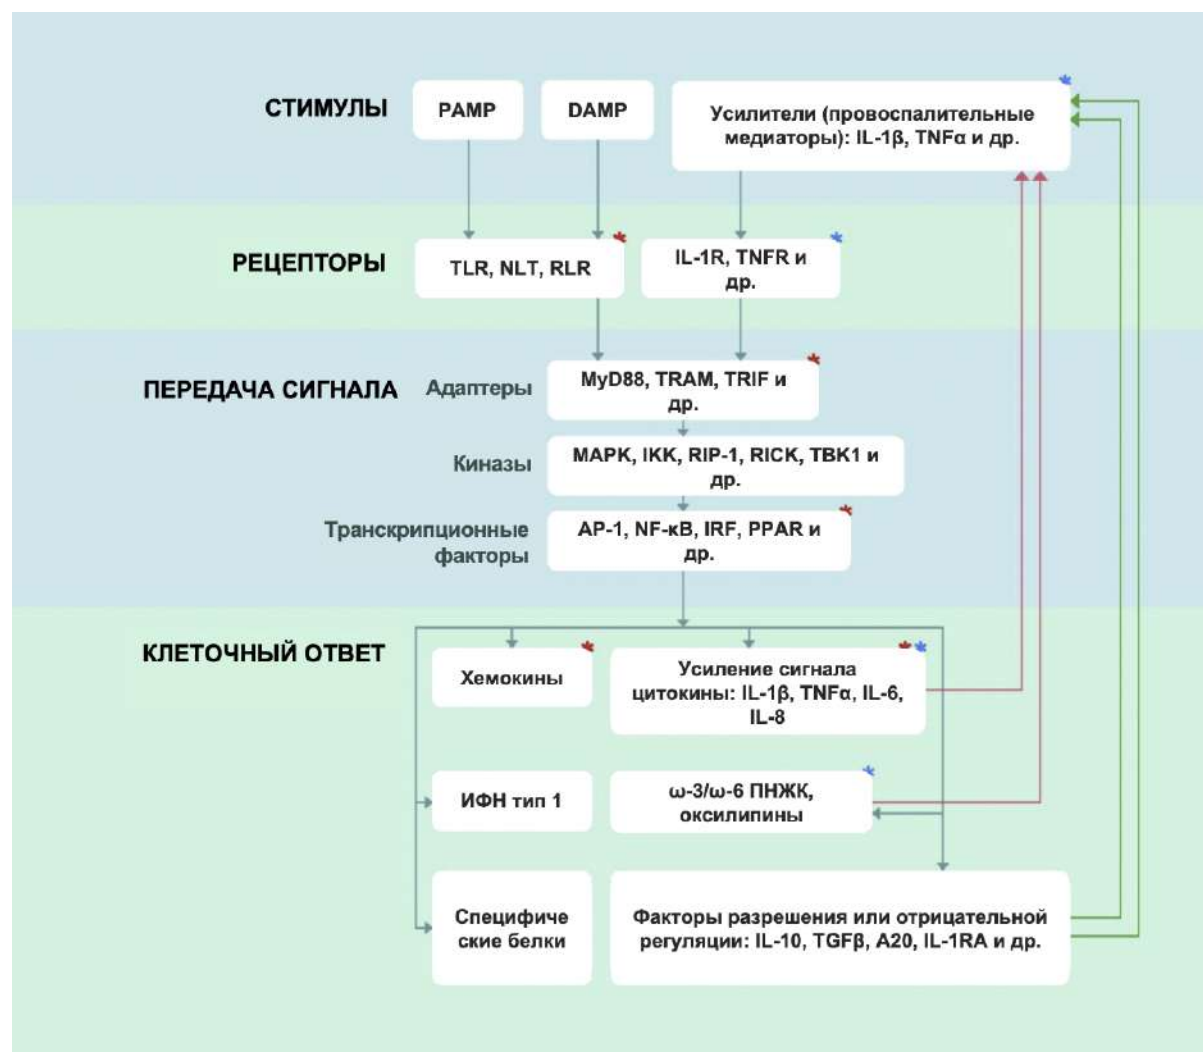 СТИМУЛЫ
PAMP
DAMP
Усилители (провоспалительные
медиаторы): IL-1β, TNFα и др.
РЕЦЕПТОРЫ
TLR, NLT, RLR
IL-1R, TNFR и
др.
ПЕРЕДАЧА СИГНАЛА
Адаптеры
MyD88, TRAM, TRIF и
др.
Киназы
MAPK, IKK, RIP-1, RICK, TBK1 и
др.
Транскрипционные
факторы
AP-1, NF-κB, IRF, PPAR и
др.
КЛЕТОЧНЫЙ ОТВЕТ
Хемокины
Усиление сигнала
цитокины: IL-1β, TNFα, IL-6,
IL-8
ИФН тип 1
ω-3/ω-6 ПНЖК,
оксилипины
Специфиче
ские белки
Факторы разрешения или отрицательной
регуляции: IL-10, TGFβ, A20, IL-1RA и др.